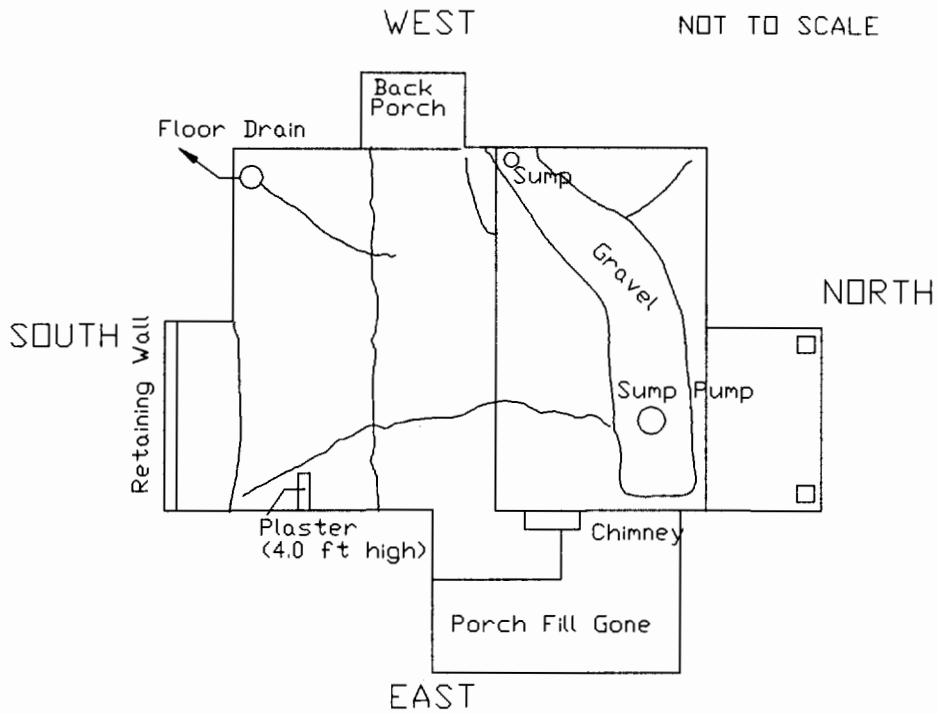 WEST
NOT TO SCALE
Back
Porch
Floor Drain
Sump
Gravel
NORTH
SOUTH
Retaining Wall
Sump Pump
Plaster
(4.0 ft high)
Chimney
Porch Fill Gone
EAST